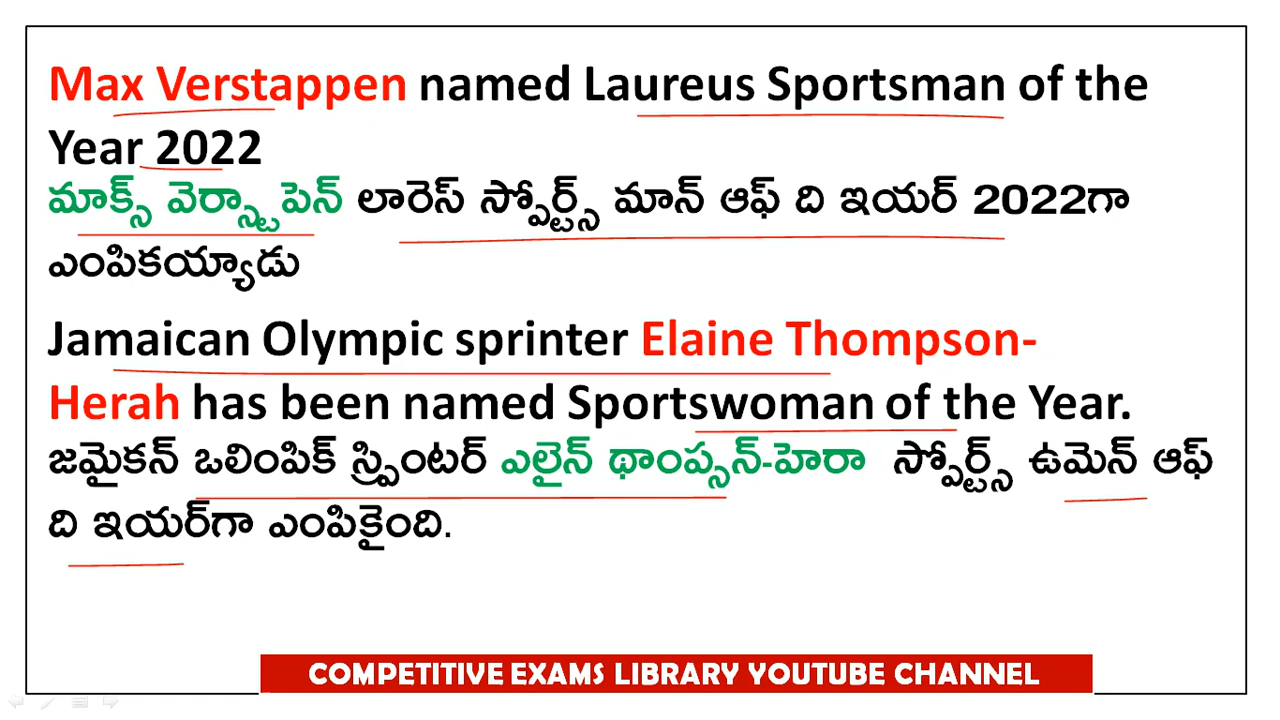 Max Verstappen named Laureus Sportsman of the
Year 2022
మాక్స్ వెర్స్టాపెన్ లారెస్ స్పోర్ట్స్ మాన్ ఆఫ్ ది ఇయర్ 2022గా
ఎంపికయ్యాడు
Jamaican Olympic sprinter Elaine Thompson-
Herah has been named Sportswoman of the Year.
జమైకన్ ఒలింపిక్ స్ప్రింటర్ ఎలైన్ థాంప్సన్-హెరా స్పోర్ట్స్ ఉమెన్ ఆఫ్
ది ఇయర్‌గా ఎంపికైంది.
COMPETITIVE EXAMS LIBRARY YOUTUBE CHANNEL